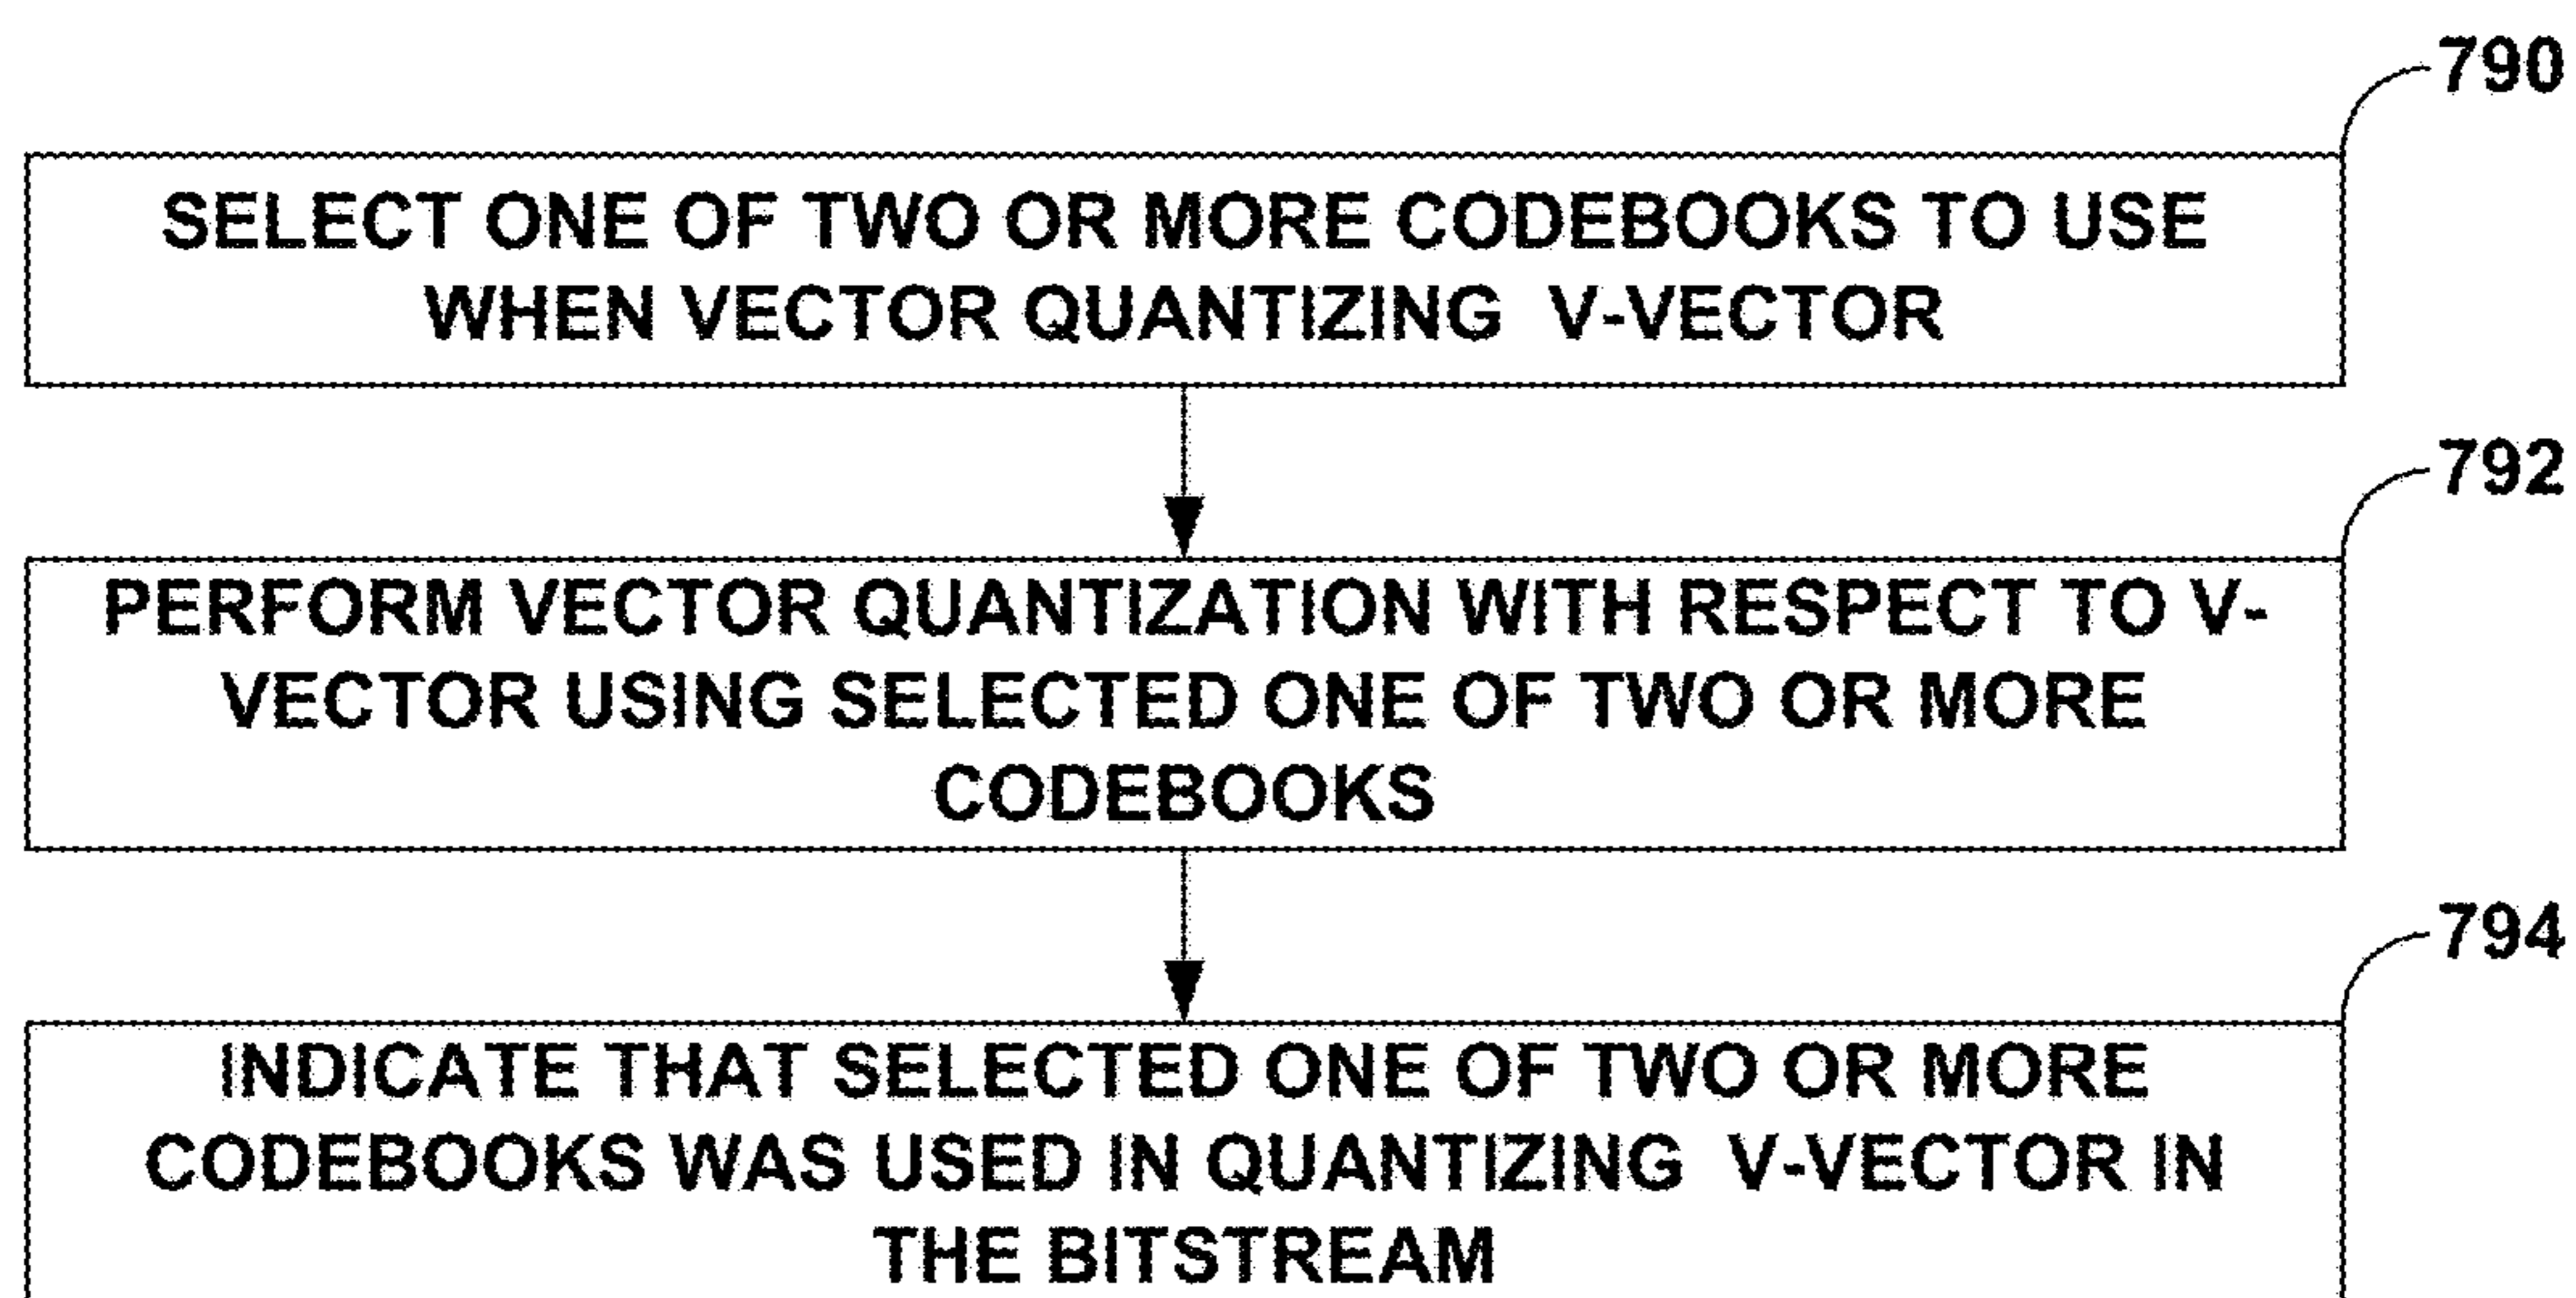 790
SELECT ONE OF TWO OR MORE CODEBOOKS TO USE
WHEN VECTOR QUANTIZING V-VECTOR
792
PERFORM VECTOR QUANTIZATION WITH RESPECT TO V-
VECTOR USING SELECTED ONE OF TWO OR MORE
CODEBOOKS
794
INDICATE THAT SELECTED ONE OF TWO OR MORE
CODEBOOKS WAS USED IN QUANTIZING V-VECTOR IN
THE BITSTREAM